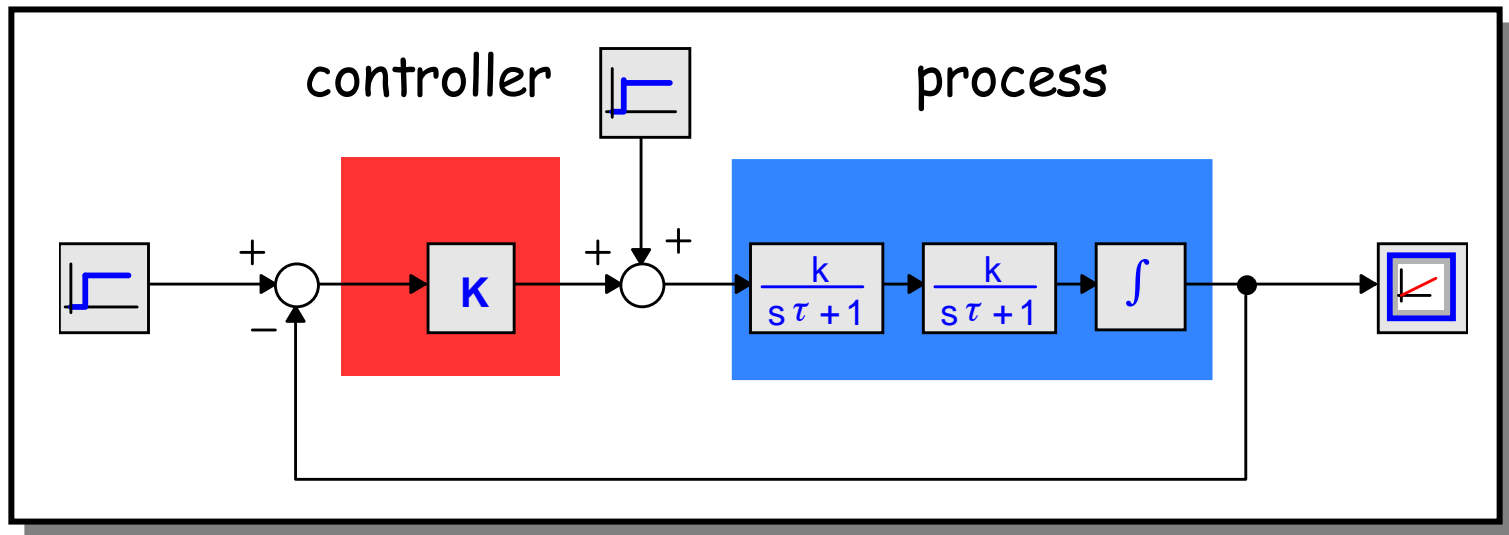 controller
process
+
+
+
K
k
sτ+1
k
sτ+1
∫
−